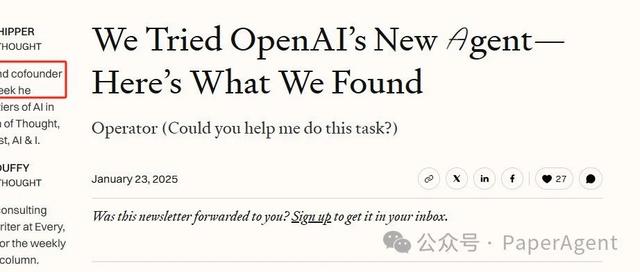 HIPPER
THOUGHT
nd cofounder
eek he
tiers of AI in
of Thought,
st, AI & I.
DUFFY
THOUGHT
consulting
riter at Every,
or the weekly
column.
We Tried OpenAI's New Agent—
Here's What We Found
Operator (Could you help me do this task?)
January 23, 2025
27
Was this newsletter forwarded to you? Sign up to get it in your inbox.
公众号 · PaperAgent